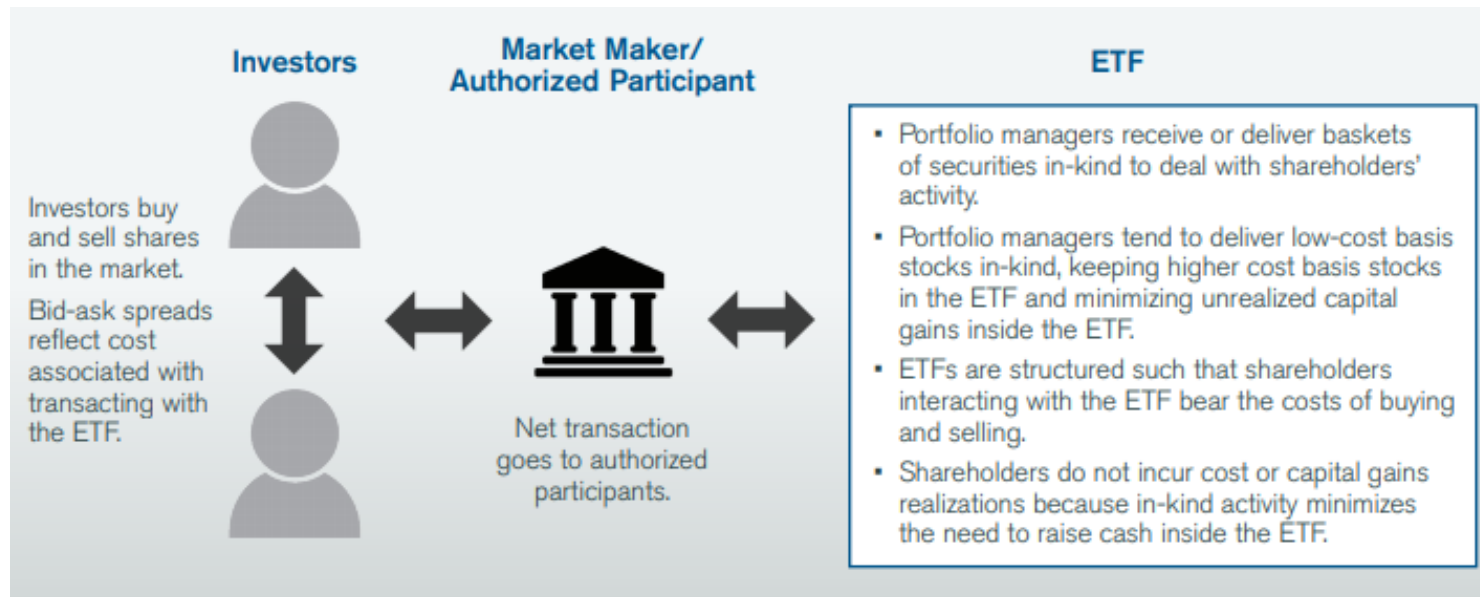 Investors
Market Maker/
Authorized Participant
ETF
Investors buy
and sell shares
in the market.
Bid-ask spreads
reflect cost
associated with
transacting with
the ETF.
Net transaction
goes to authorized
participants.
▪ Portfolio managers receive or deliver baskets
of securities in-kind to deal with shareholders’
activity.
▪ Portfolio managers tend to deliver low-cost basis
stocks in-kind, keeping higher cost basis stocks
in the ETF and minimizing unrealized capital
gains inside the ETF.
▪ ETFs are structured such that shareholders
interacting with the ETF bear the costs of buying
and selling.
▪ Shareholders do not incur cost or capital gains
realizations because in-kind activity minimizes
the need to raise cash inside the ETF.